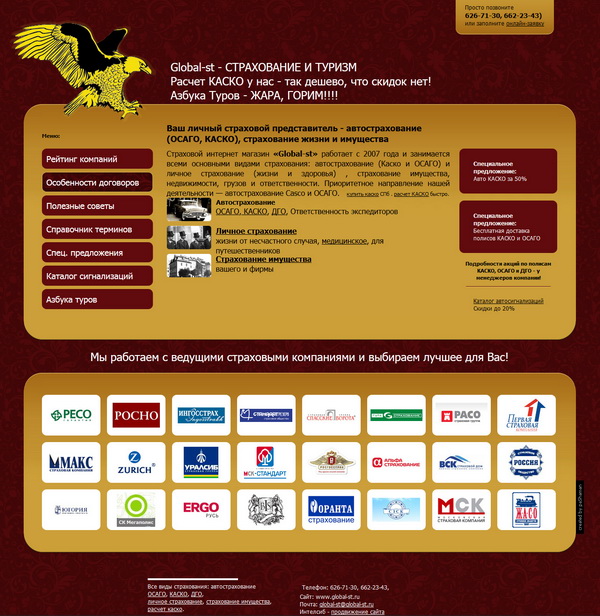 Просто позвоните
626-71-30, 662-23-43)
или заполните онлайн-заявку
Global-st - СТРАХОВАНИЕ И ТУРИЗМ
Расчет КАСКО у нас - так дешево, что скидок нет!
Азбука Туров - ЖАРА, ГОРИМ!!!!
Меню:
Рейтинг компаний
Особенности договоров
Полезные советы
Справочник терминов
Спец. предложения
Каталог сигнализаций
Азбука туров
Ваш личный страховой представитель - автострахование
(ОСАГО, КАСКО), страхование жизни и имущества
Страховой интернет магазин «Global-st» работает с 2007 года и занимается
всеми основными видами страхования: автострахование (Каско и ОСАГО) и
личное страхование (жизни и здоровья) , страхование имущества,
недвижимости, грузов и ответственности. Приоритетное направление нашей
деятельности — автострахование Casco и ОСАГО. купить каско СПб , расчет КАСКО быстро.
Автострахование
ОСАГО, КАСКО, ДГО, Ответственность экспедиторов
Личное страхование
жизни от несчастного случая, медицинское, для
путешественников
Страхование имущества
вашего и фирмы
Специальное
предложение:
Авто КАСКО за 50%
Специальное
предложение:
Бесплатная доставка
полисов КАСКО и ОСАГО
Подробности акций по полисам
КАСКО, ОСАГО и ДГО - у
менеджеров компании!
Каталог автосигнализаций
Скидки до 20%
Мы работаем с ведущими страховыми компаниями и выбираем лучшее для Вас!
РЕСО
ГАРАНТИЯ
РОСНО
ИНГОССТРАХ
Ingosstrakh
Стандарт
СПАССКИЕ ВОРОТА
СТРАХОВАНИЕ
РАСО
ПЕРВАЯ
СТРАХОВАЯ
КОМПАНИЯ
МАКС
СТРАХОВАЯ КОМПАНИЯ
ZURICH
УРАЛСИБ
МСК-СТАНДАРТ
АЛЬФА
СТРАХОВАНИЕ
ВСК
РОССИЯ
ЮГОРИЯ
СК Мегаполис
ERGO
РУСЬ
ОРАНТА
страхование
МСК
СТРАХОВАЯ КОМПАНИЯ
ЖАСО
Все виды страхования: автострахование
ОСАГО, КАСКО, ДГО,
личное страхование, страхование имущества,
расчет каско.
Телефон: 626-71-30, 662-23-43,
Сайт: www.global-st.ru
Почта: global-st@global-st.ru
Интелсиб - продвижение сайта